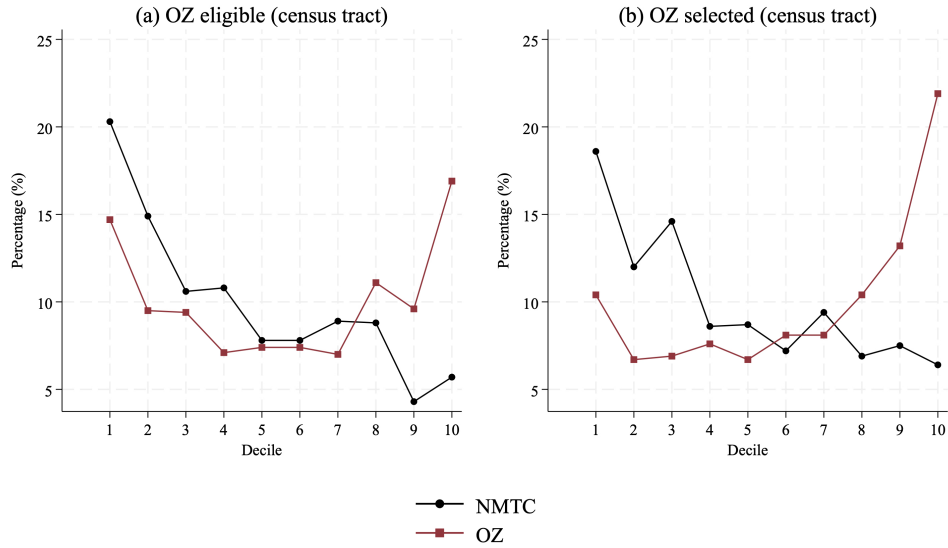 (a) OZ eligible (census tract)
Percentage (%)
25
20
15
10
5
1 2 3 4 5 6 7 8 9 10
Decile
(b) OZ selected (census tract)
Percentage (%)
25
20
15
10
5
1 2 3 4 5 6 7 8 9 10
Decile
NMTC
OZ